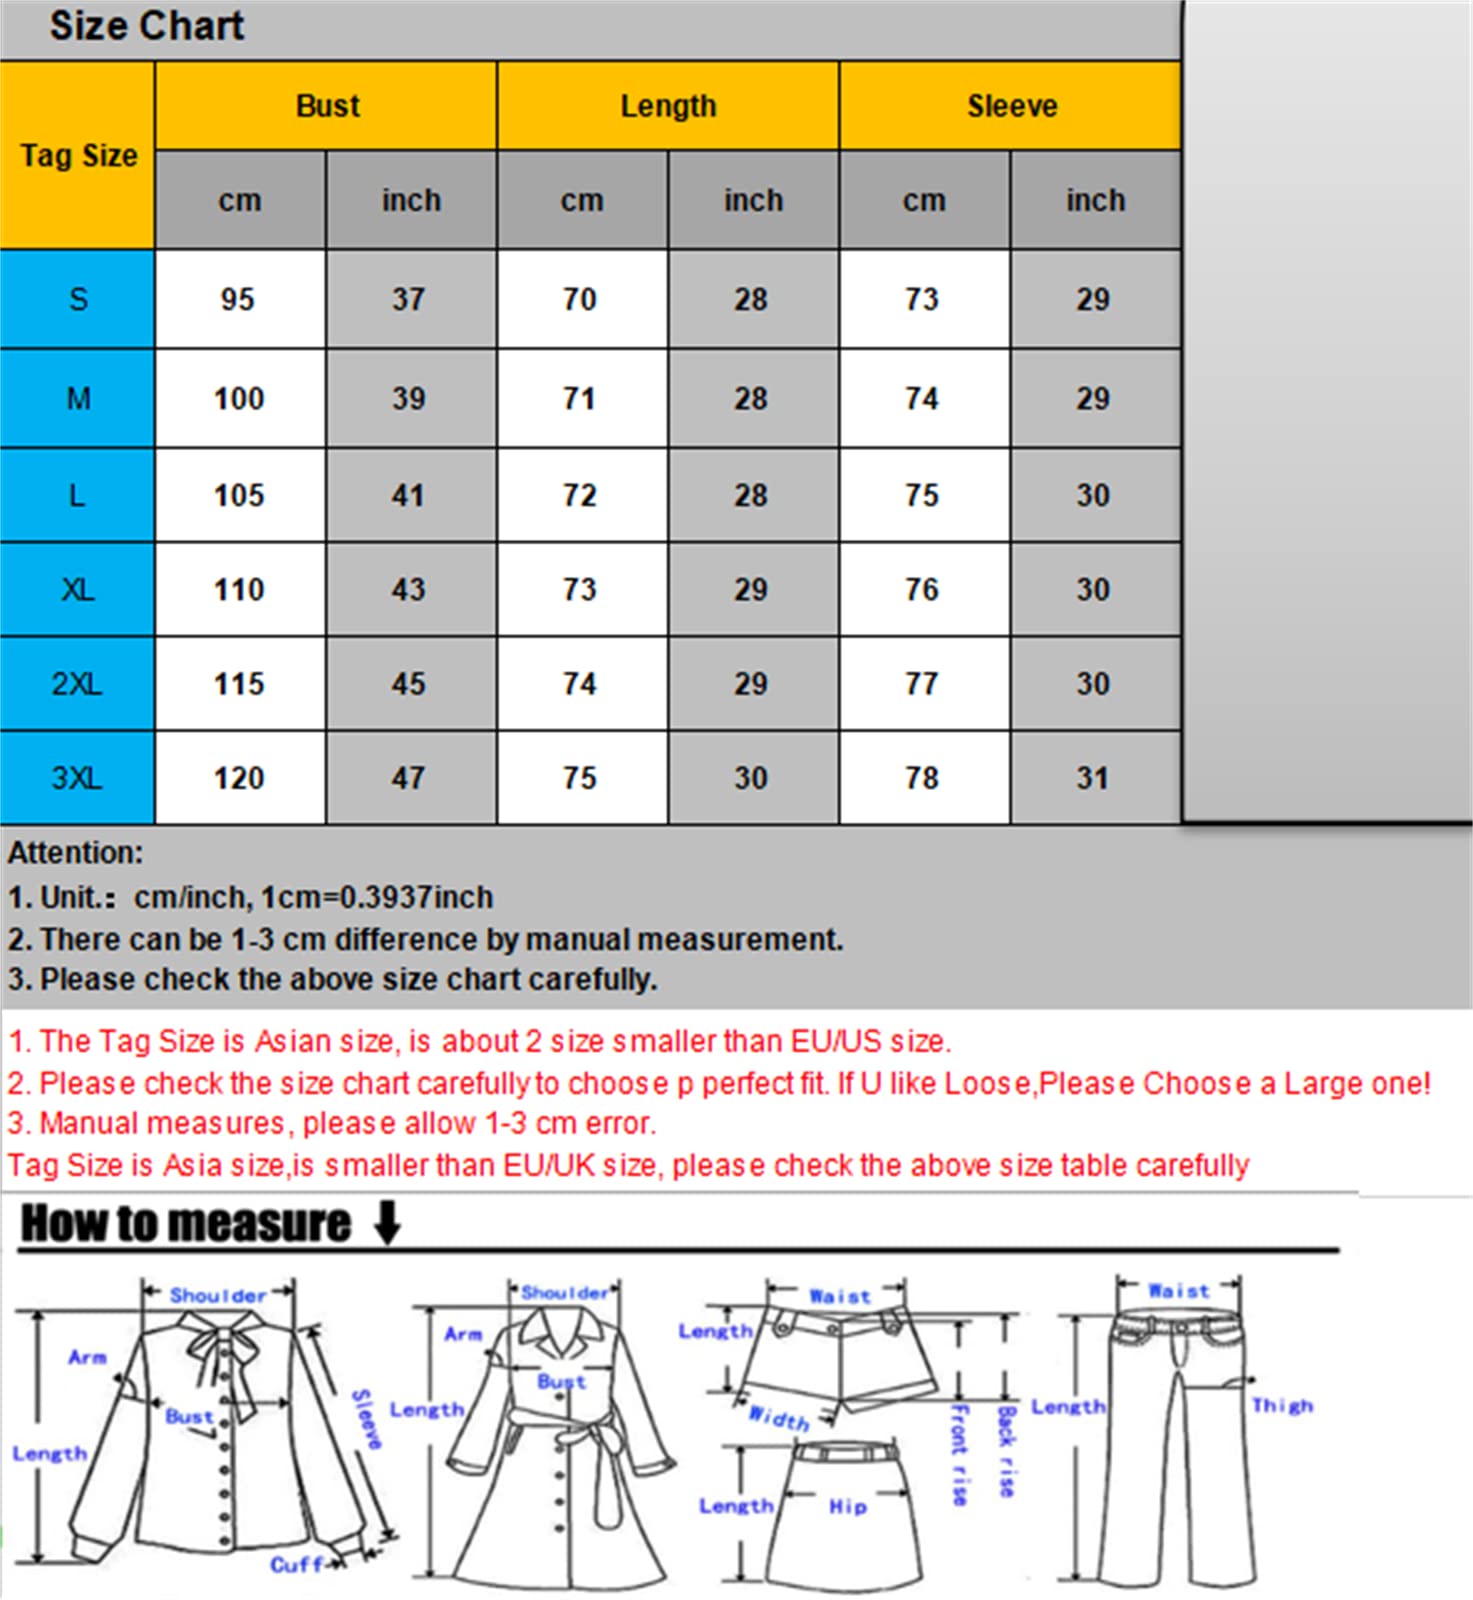 Size Chart
Tag Size Bust Length Sleeve
cm inch cm inch cm inch
S 95 37 70 28 73 29
M 100 39 71 28 74 29
L 105 41 72 28 75 30
XL 110 43 73 29 76 30
2XL 115 45 74 29 77 30
3XL 120 47 75 30 78 31
Attention:
1. Unit.：cm/inch, 1cm=0.3937inch
2. There can be 1-3 cm difference by manual measurement.
3. Please check the above size chart carefully.
1. The Tag Size is Asian size, is about 2 size smaller than EU/US size.
2. Please check the size chart carefully to choose p perfect fit. If U like Loose,Please Choose a Large one!
3. Manual measures, please allow 1-3 cm error.
Tag Size is Asia size,is smaller than EU/UK size, please check the above size table carefully
How to measure
Shoulder
Arm
Bust
Sleeve
Length
Cuff
Shoulder
Arm
Bust
Length
Waist
Length
Width
Front rise
Back rise
Length
Hip
Waist
Length
Thigh